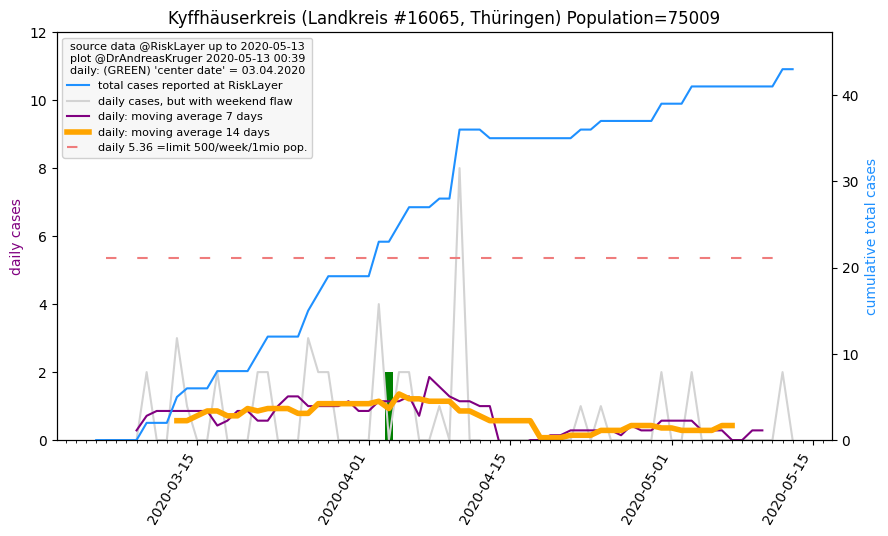 Kyffhäuserkreis (Landkreis #16065, Thüringen) Population=75009
source data @RiskLayer up to 2020-05-13
plot @DrAndreasKruger 2020-05-13 00:39
daily: (GREEN) 'center date' = 03.04.2020
total cases reported at RiskLayer
daily cases, but with weekend flaw
daily: moving average 7 days
daily: moving average 14 days
daily 5.36 =limit 500/week/1mio pop.
daily cases
12
10
8
6
4
2
0
cumulative total cases
40
30
20
10
0
2020-03-15
2020-04-01
2020-04-15
2020-05-01
2020-05-15